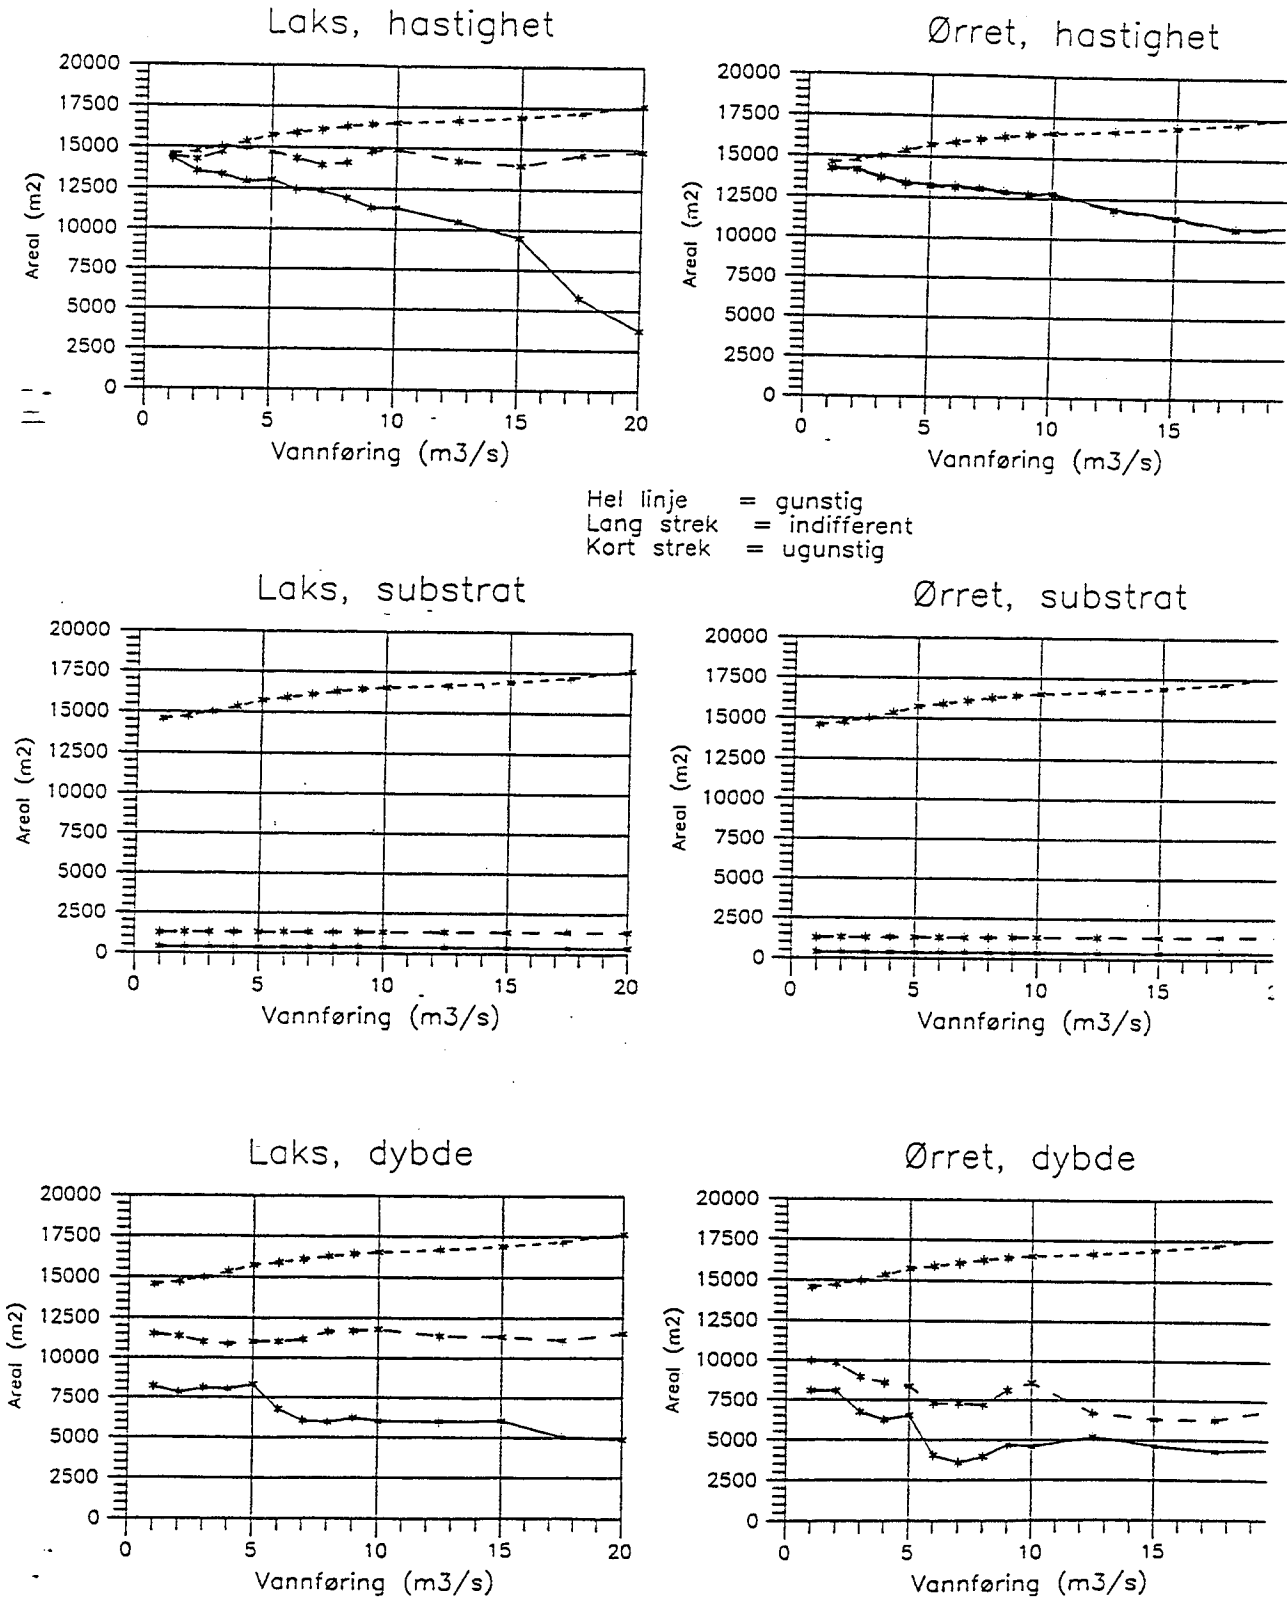 Laks, hastighet
20000
17500
15000
12500
10000
7500
5000
2500
0
Areal (m2)
0 5 10 15 20
Vannføring (m3/s)
Ørret, hastighet
20000
17500
15000
12500
10000
7500
5000
2500
0
Areal (m2)
0 5 10 15
Vannføring (m3/s)
Hel linje = gunstig
Lang strek = indifferent
Kort strek = ugunstig
Laks, substrat
20000
17500
15000
12500
10000
7500
5000
2500
0
Areal (m2)
0 5 10 15 20
Vannføring (m3/s)
Ørret, substrat
20000
17500
15000
12500
10000
7500
5000
2500
0
Areal (m2)
0 5 10 15
Vannføring (m3/s)
Laks, dybde
20000
17500
15000
12500
10000
7500
5000
2500
0
Areal (m2)
0 5 10 15 20
Vannføring (m3/s)
Ørret, dybde
20000
17500
15000
12500
10000
7500
5000
2500
0
Areal (m2)
0 5 10 15
Vannføring (m3/s)